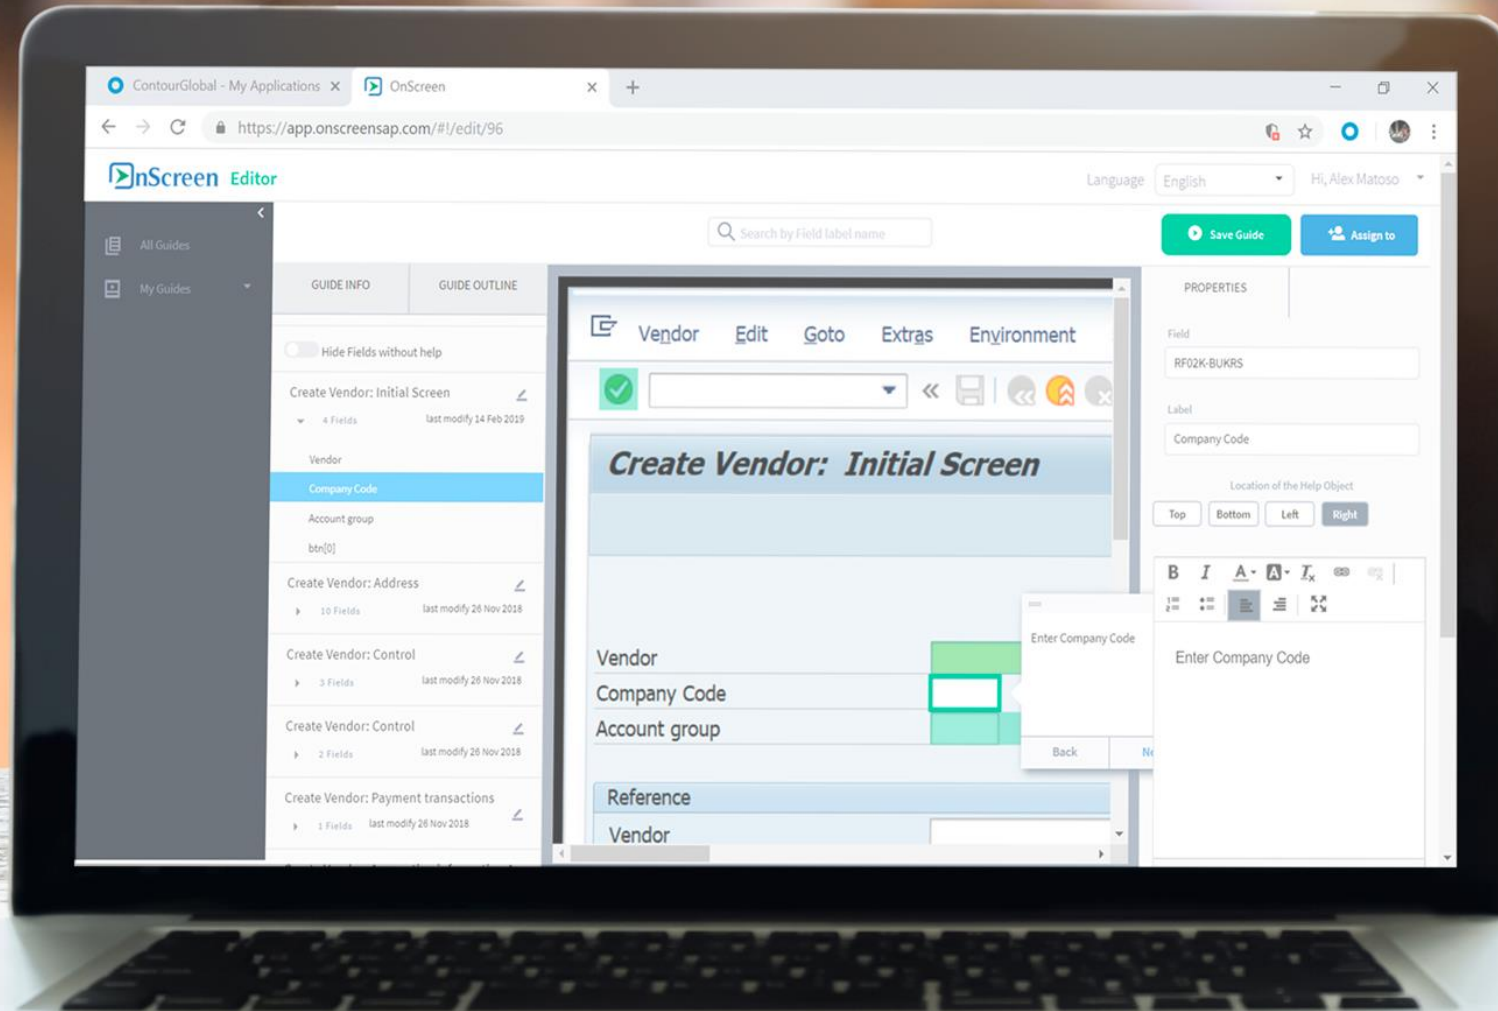 ContourGlobal - My Applications
OnScreen
https://app.onscreensap.com/#!/edit/96
OnScreen Editor
Language
English
Hi, Alex Matoso
All Guides
My Guides
Search by Field label name
Save Guide
Assign to
GUIDE INFO
GUIDE OUTLINE
Hide Fields without help
Create Vendor: Initial Screen
4 Fields
last modify 14 Feb 2019
Vendor
Company Code
Account group
btn[0]
Create Vendor: Address
10 Fields
last modify 26 Nov 2018
Create Vendor: Control
3 Fields
last modify 26 Nov 2018
Create Vendor: Control
2 Fields
last modify 26 Nov 2018
Create Vendor: Payment transactions
1 Fields
last modify 26 Nov 2018
Vendor Edit Goto Extras Environment
Create Vendor: Initial Screen
Vendor
Company Code
Account group
Reference
Vendor
Enter Company Code
Back
PROPERTIES
Field
RF02K-BUKRS
Label
Company Code
Location of the Help Object
Top
Bottom
Left
Right
B I A A Tx
Enter Company Code